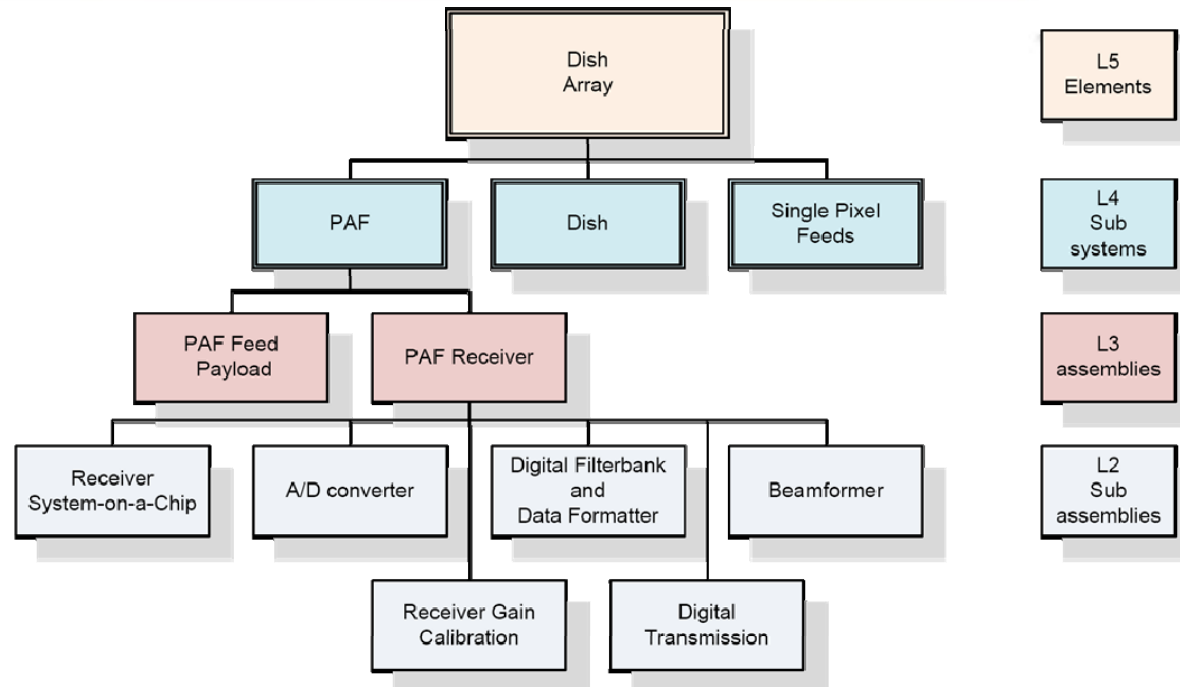 Dish
Array
L5
Elements
PAF
Dish
Single Pixel
Feeds
L4
Sub
systems
PAF Feed
Payload
PAF Receiver
L3
assemblies
Receiver
System-on-a-Chip
A/D converter
Digital Filterbank
and
Data Formatter
Beamformer
L2
Sub
assemblies
Receiver Gain
Calibration
Digital
Transmission